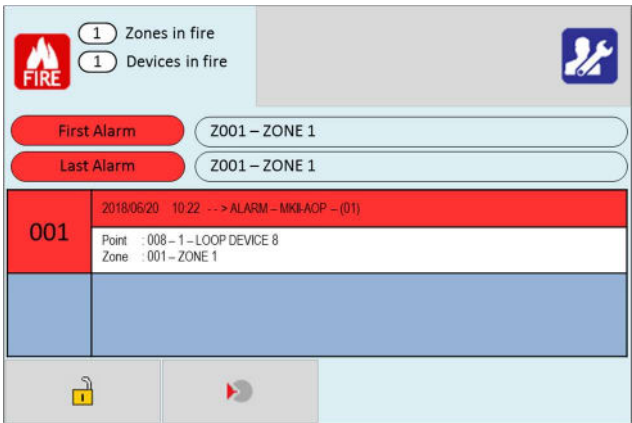 1 Zones in fire
1 Devices in fire
FIRE
First Alarm Z001 – ZONE 1
Last Alarm Z001 – ZONE 1
001
2018/06/20 10:22 - - > ALARM – MKII-AOP – (01)
Point : 008 – 1 – LOOP DEVICE 8
Zone : 001 – ZONE 1